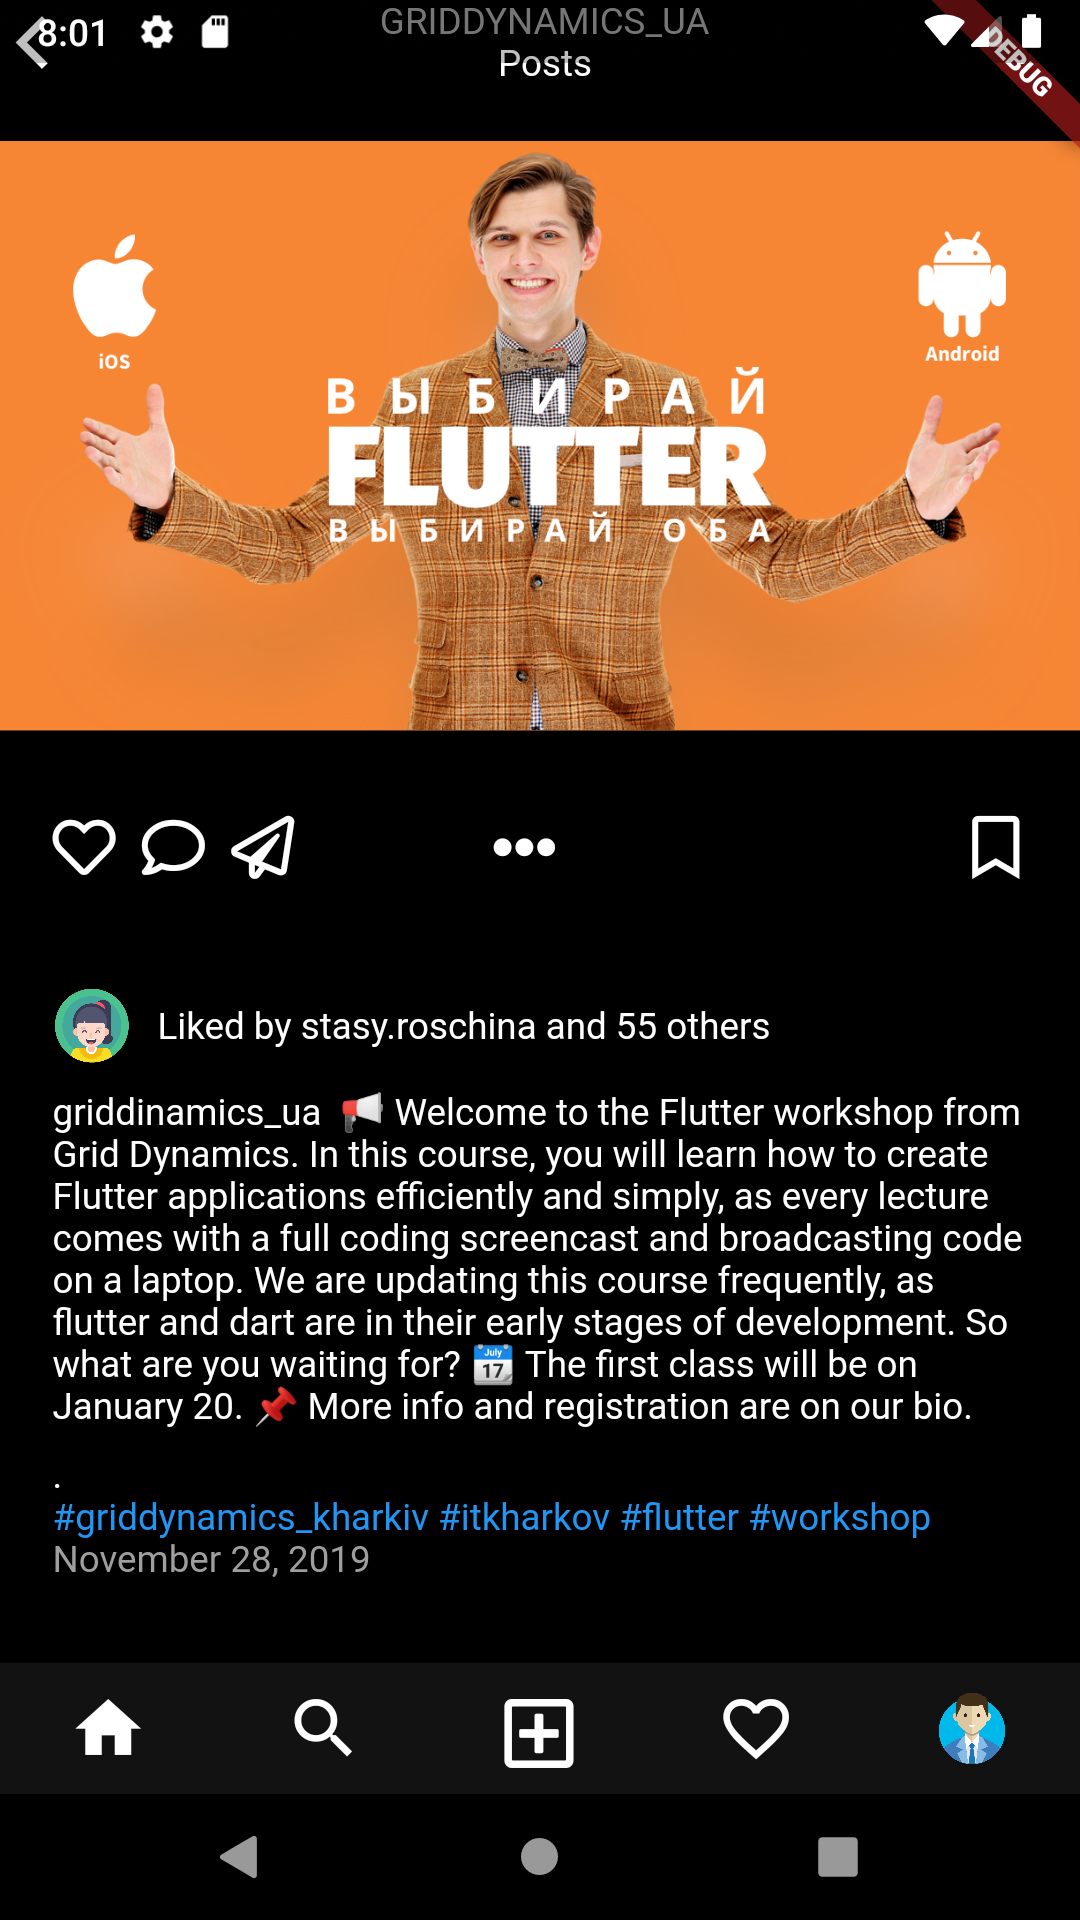 8:01
GRIDDYNAMICS_UA
Posts
DEBUG
iOS
Android
ВЫБИРАЙ
FLUTTER
ВЫБИРАЙ ОБА
Liked by stasy.roschina and 55 others
griddinamics_ua 📢 Welcome to the Flutter workshop from
Grid Dynamics. In this course, you will learn how to create
Flutter applications efficiently and simply, as every lecture
comes with a full coding screencast and broadcasting code
on a laptop. We are updating this course frequently, as
flutter and dart are in their early stages of development. So
what are you waiting for? 📅 The first class will be on
January 20. 📌 More info and registration are on our bio.
.
#griddynamics_kharkiv #itkharkov #flutter #workshop
November 28, 2019